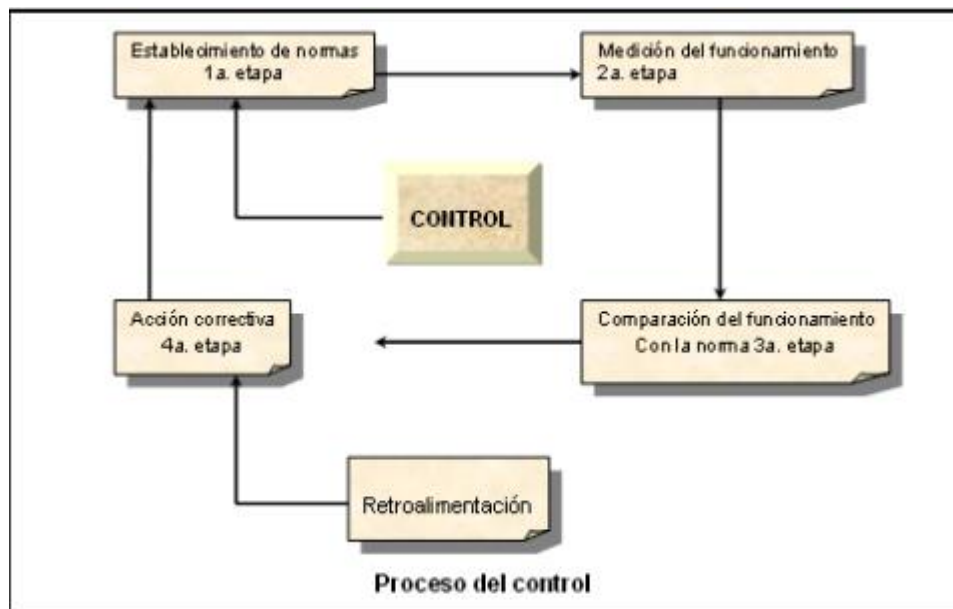 Establecimiento de normas
1a. etapa
Medición del funcionamiento
2a. etapa
CONTROL
Acción correctiva
4a. etapa
Comparación del funcionamiento
Con la norma 3a. etapa
Retroalimentación
Proceso del control